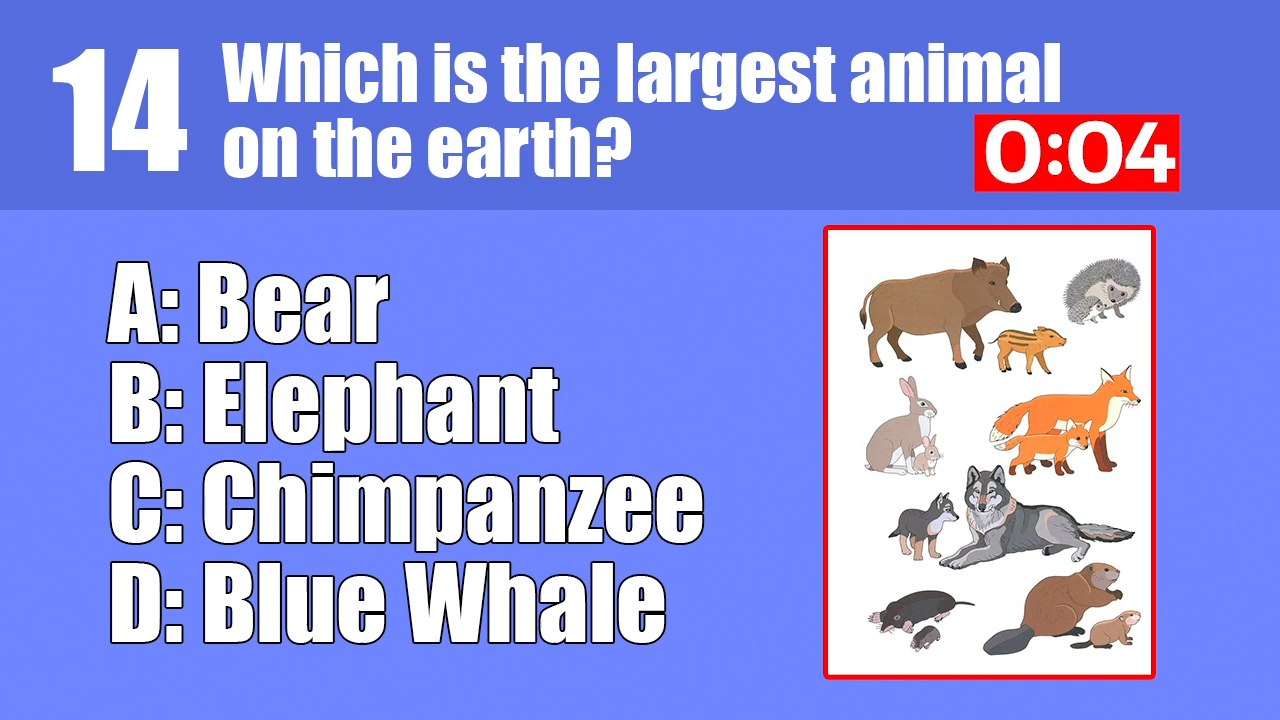 14
Which is the largest animal
on the earth?
0:04
A: Bear
B: Elephant
C: Chimpanzee
D: Blue Whale